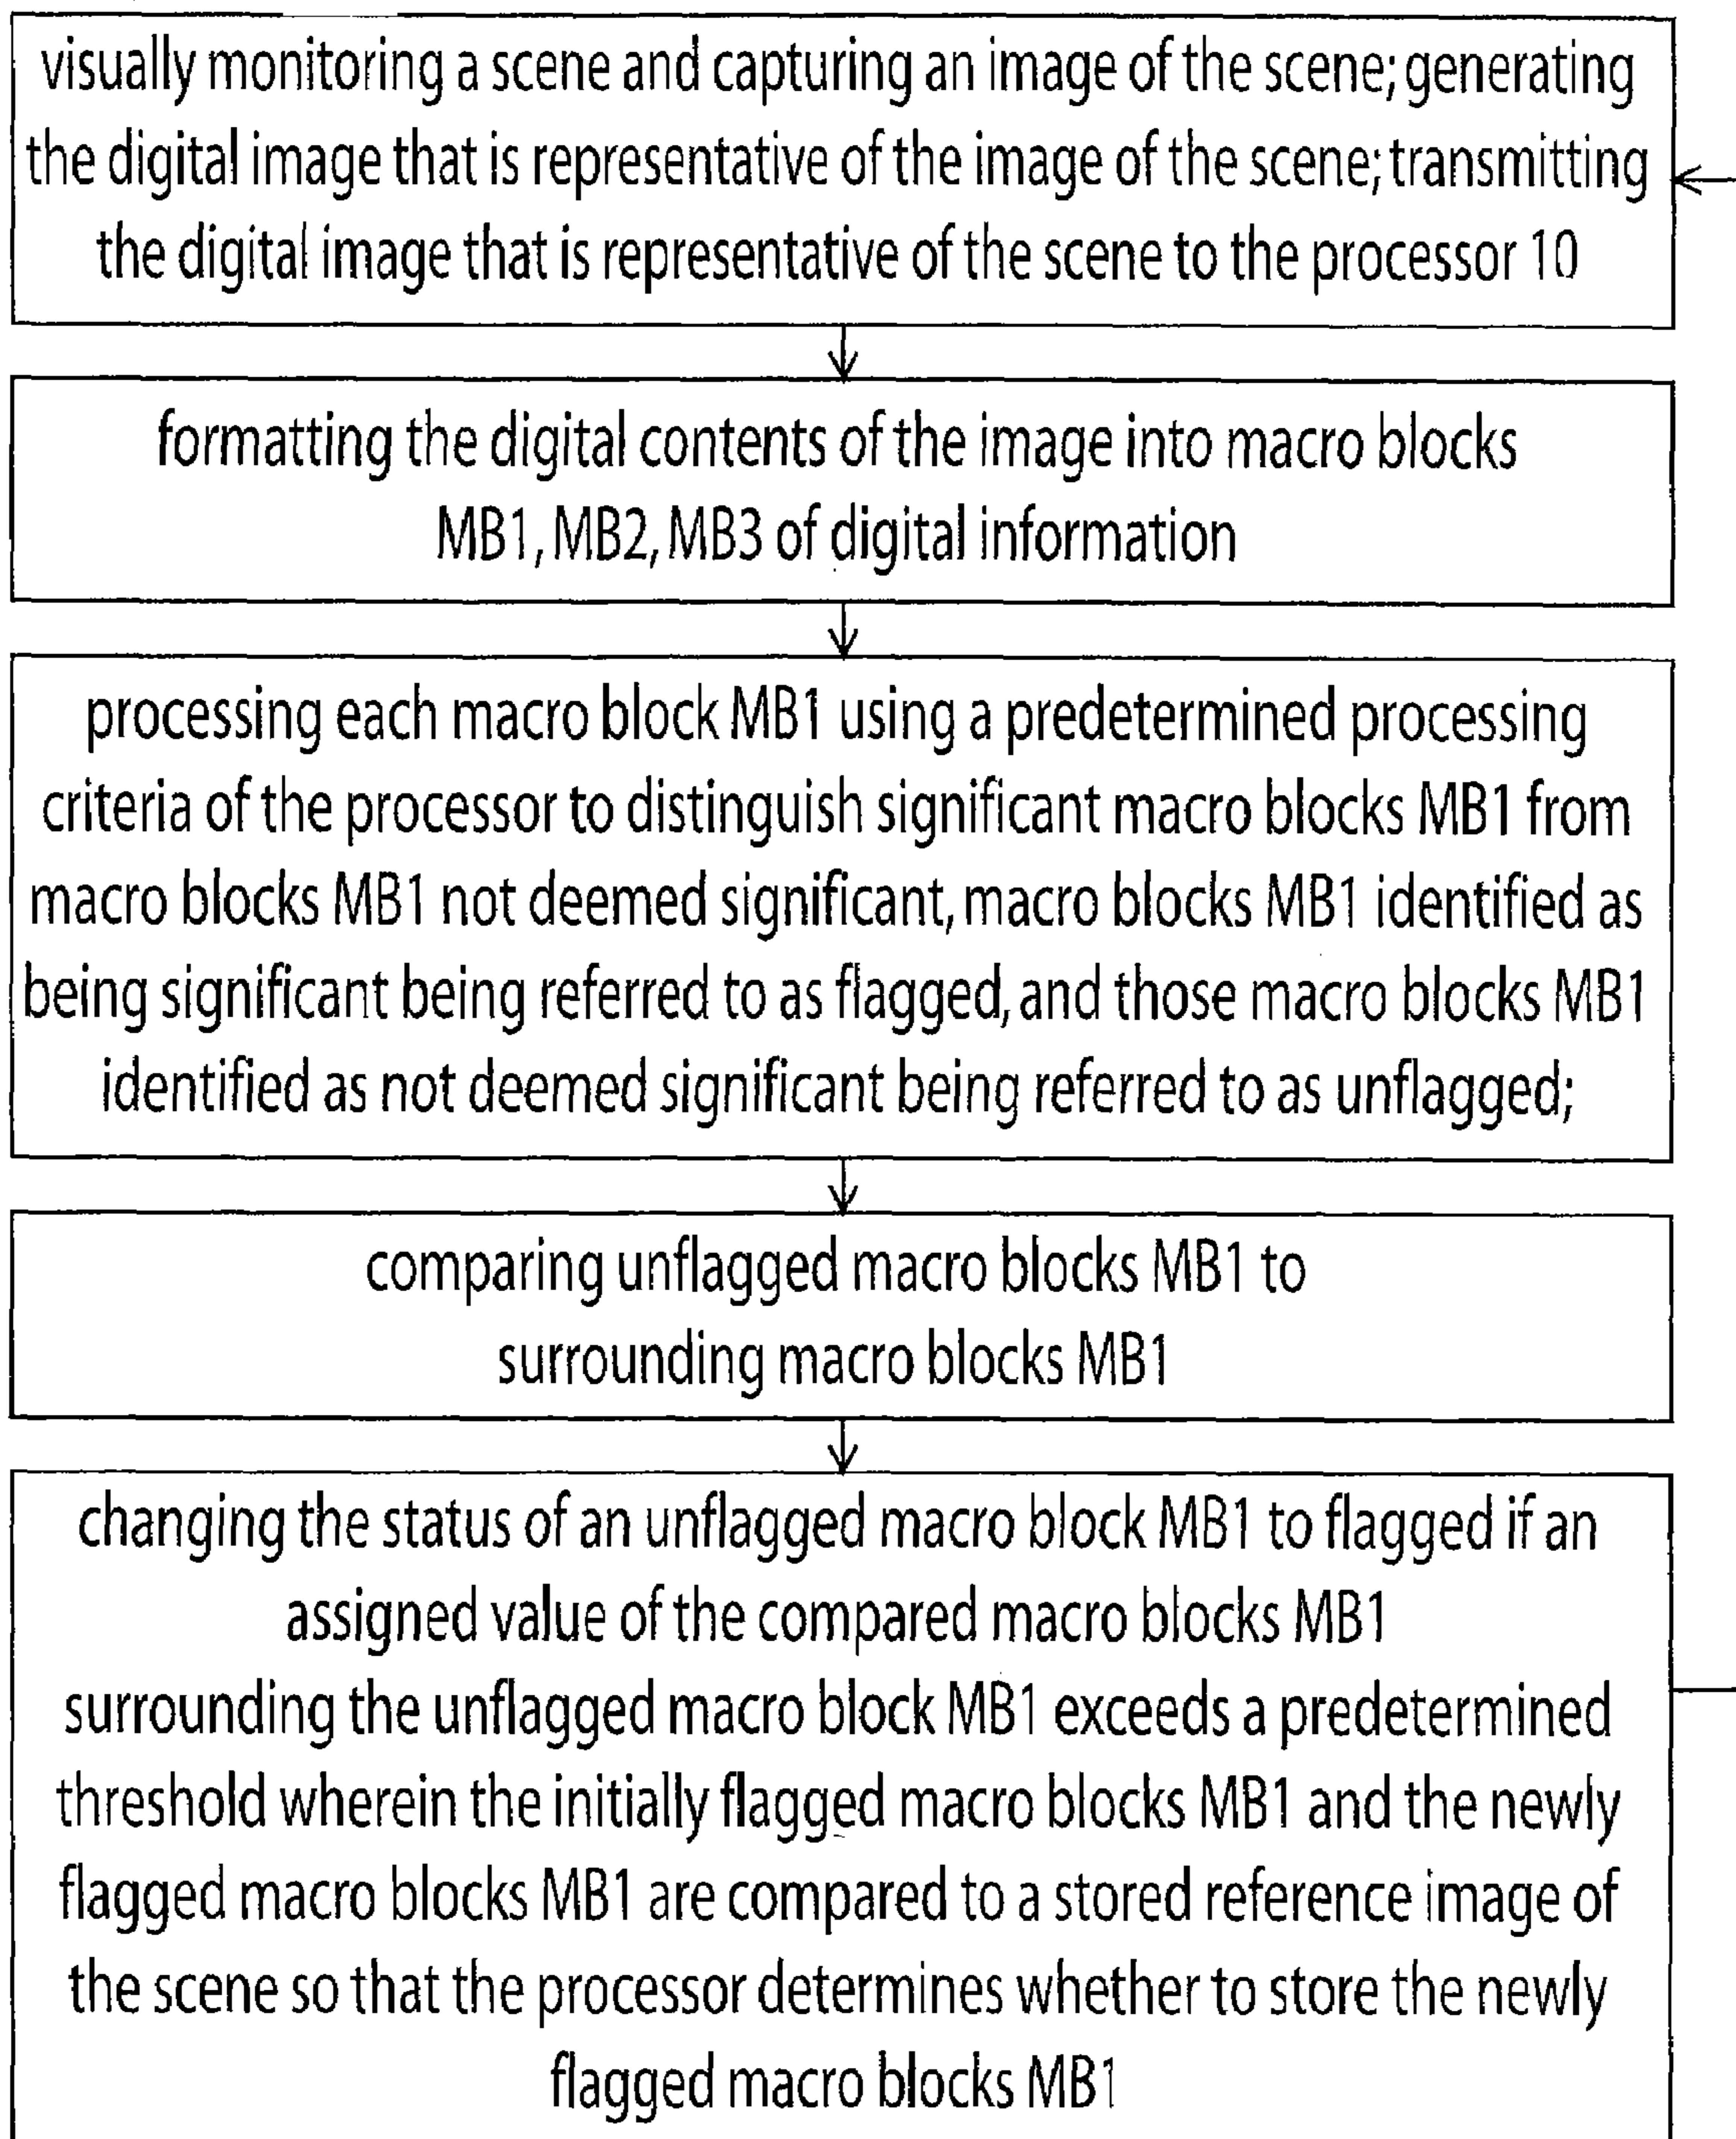 visually monitoring a scene and capturing an image of the scene; generating
the digital image that is representative of the image of the scene; transmitting
the digital image that is representative of the scene to the processor 10
formatting the digital contents of the image into macro blocks
MB1, MB2, MB3 of digital information
processing each macro block MB1 using a predetermined processing
criteria of the processor to distinguish significant macro blocks MB1 from
macro blocks MB1 not deemed significant, macro blocks MB1 identified as
being significant being referred to as flagged, and those macro blocks MB1
identified as not deemed significant being referred to as unflagged;
comparing unflagged macro blocks MB1 to
surrounding macro blocks MB1
changing the status of an unflagged macro block MB1 to flagged if an
assigned value of the compared macro blocks MB1
surrounding the unflagged macro block MB1 exceeds a predetermined
threshold wherein the initially flagged macro blocks MB1 and the newly
flagged macro blocks MB1 are compared to a stored reference image of
the scene so that the processor determines whether to store the newly
flagged macro blocks MB1